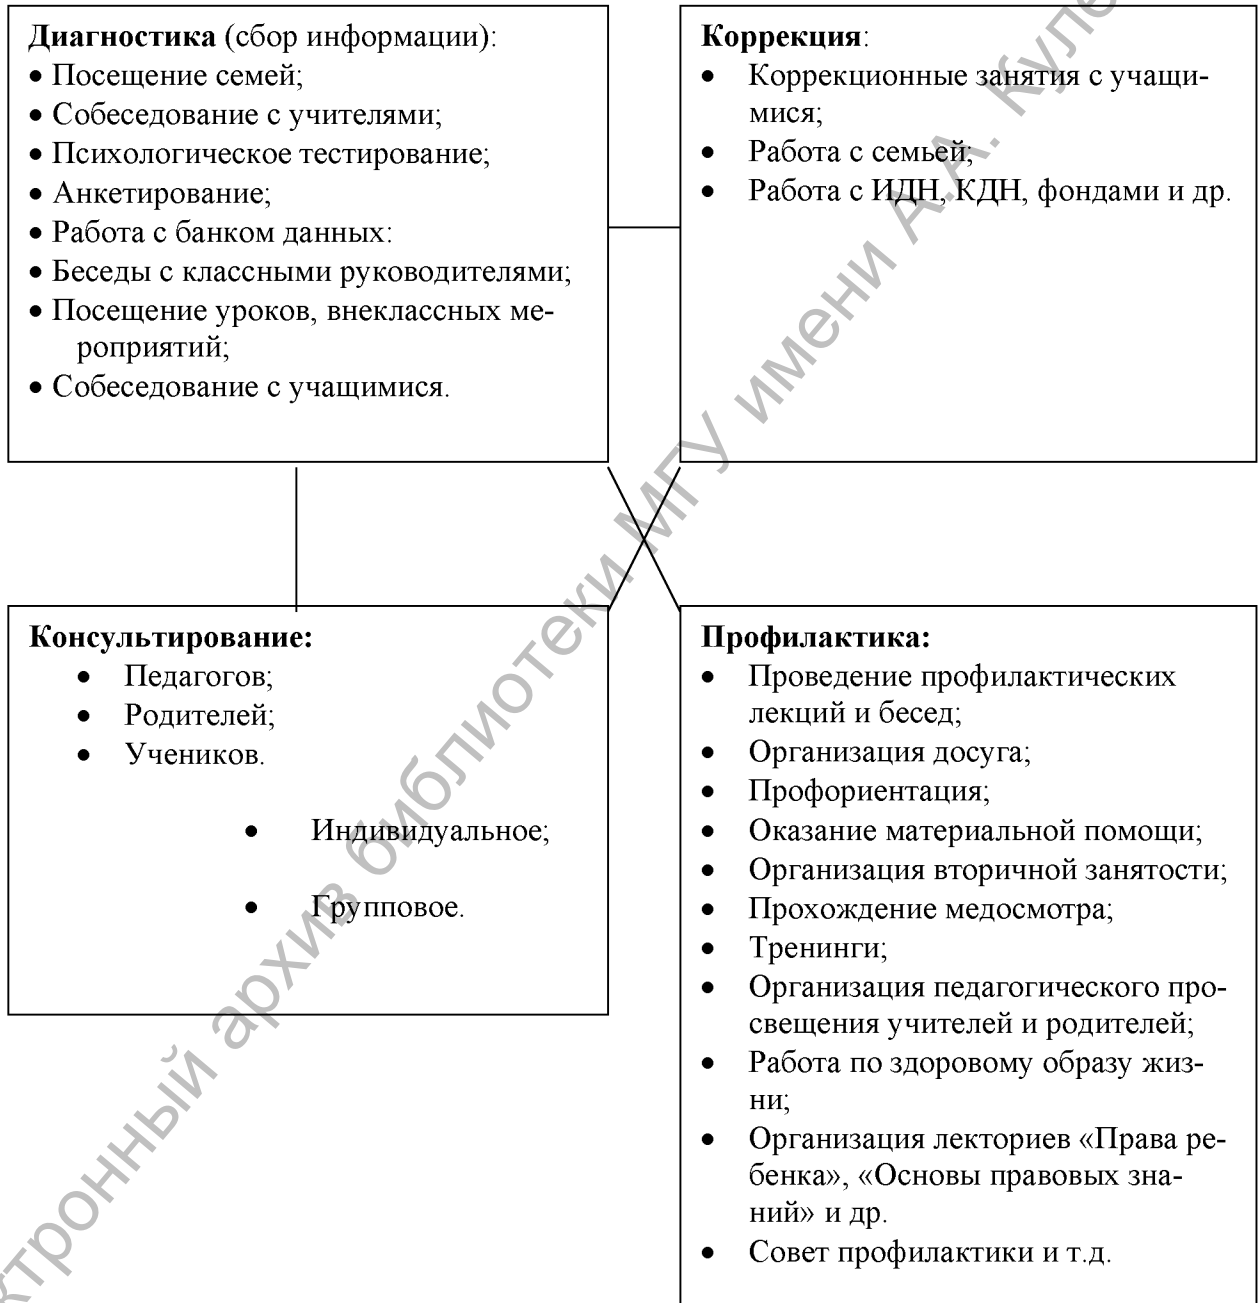 Диагностика (сбор информации):
• Посещение семей;
• Собеседование с учителями;
• Психологическое тестирование;
• Анкетирование;
• Работа с банком данных:
• Беседы с классными руководителями;
• Посещение уроков, внеклассных ме-
роприятий;
• Собеседование с учащимися.
Коррекция:
• Коррекционные занятия с учащи-
мися;
• Работа с семьей;
• Работа с ИДН, КДН, фондами и др.
Консультирование:
• Педагогов;
• Родителей;
• Учеников.
• Индивидуальное;
• Групповое.
Профилактика:
• Проведение профилактических
лекций и бесед;
• Организация досуга;
• Профориентация;
• Оказание материальной помощи;
• Организация вторичной занятости;
• Прохождение медосмотра;
• Тренинги;
• Организация педагогического про-
свещения учителей и родителей;
• Работа по здоровому образу жиз-
ни;
• Организация лекториев «Права ре-
бенка», «Основы правовых зна-
ний» и др.
• Совет профилактики и т.д.
архив библиотеки МГУ имени А.А.